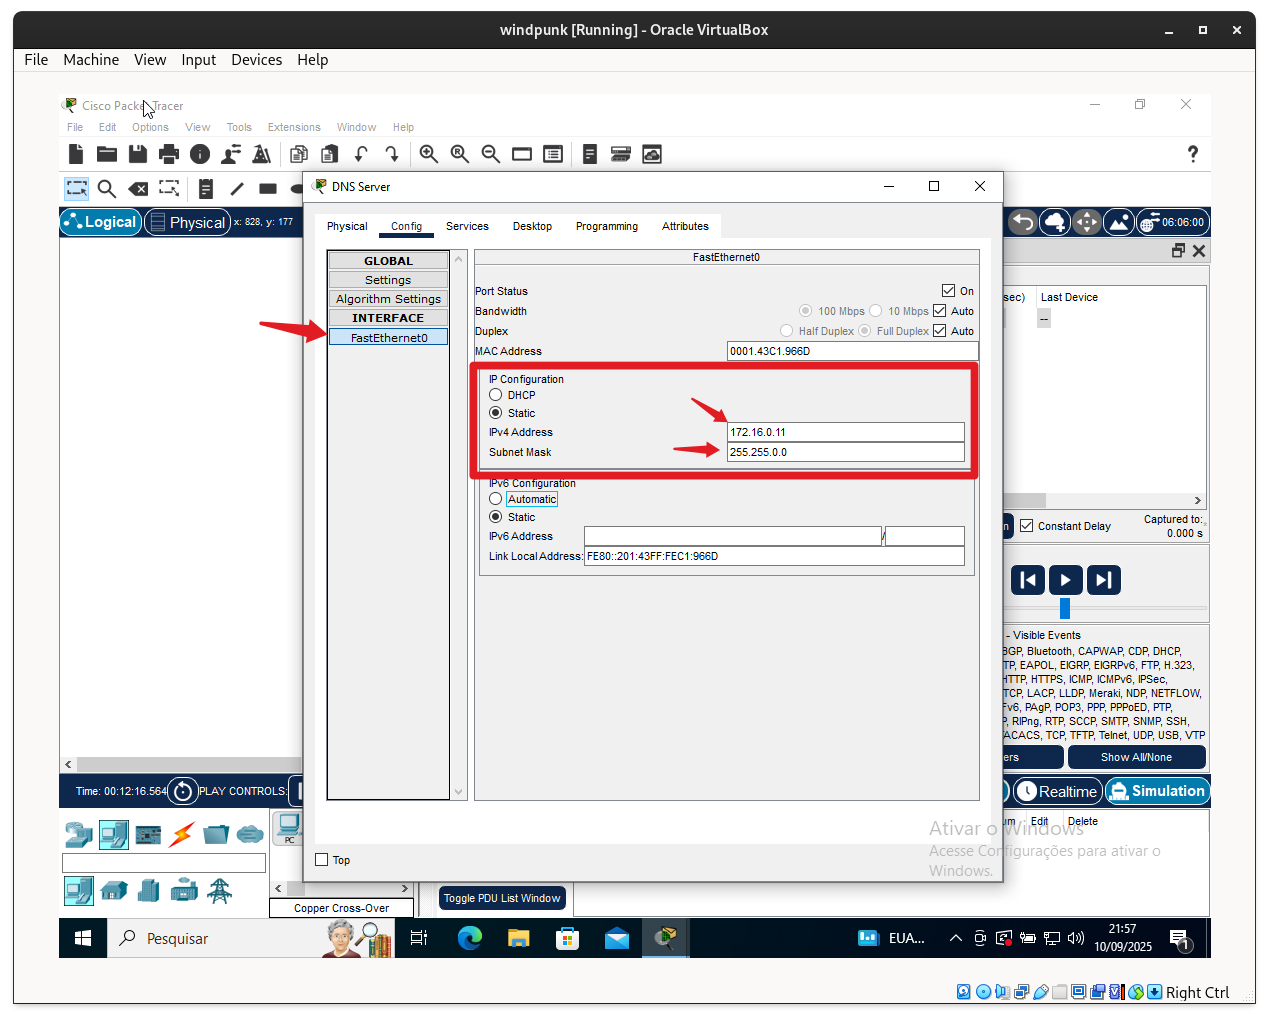 windpunk [Running] - Oracle VirtualBox
File Machine View Input Devices Help
Cisco Packet Tracer
File Edit Options View Tools Extensions Window Help
DNS Server
Logical Physical x: 828, y: 177
06:06:00
Physical Config Services Desktop Programming Attributes
GLOBAL
Settings
Algorithm Settings
INTERFACE
FastEthernet0
FastEthernet0
Port Status On
Bandwidth 100 Mbps 10 Mbps Auto
Duplex Half Duplex Full Duplex Auto
MAC Address 0001.43C1.966D
IP Configuration
DHCP
Static
IPv4 Address 172.16.0.11
Subnet Mask 255.255.0.0
IPv6 Configuration
Automatic
Static
IPv6 Address /
Link Local Address: FE80::201:43FF:FEC1:966D
Top
sec) Last Device
--
Constant Delay Captured to:
0.000 s
- Visible Events
BGP, Bluetooth, CAPWAP, CDP, DHCP,
TP, EAPOL, EIGRP, EIGRPv6, FTP, H.323,
HTTP, HTTPS, ICMP, ICMPv6, IPSec,
TCP, LACP, LLDP, Meraki, NDP, NETFLOW,
Fv6, PAgP, POP3, PPP, PPPoED, PTP,
P, RIPng, RTP, SCCP, SMTP, SNMP, SSH,
ACACS, TCP, TFTP, Telnet, UDP, USB, VTP
ers Show All/None
Time: 00:12:16.564 PLAY CONTROLS:
Realtime Simulation
um Edit Delete
PC
Ativar o Windows
Acesse Configurações para ativar o
Windows.
Toggle PDU List Window
Copper Cross-Over
Pesquisar
EUA...
21:57
10/09/2025
1
Right Ctrl